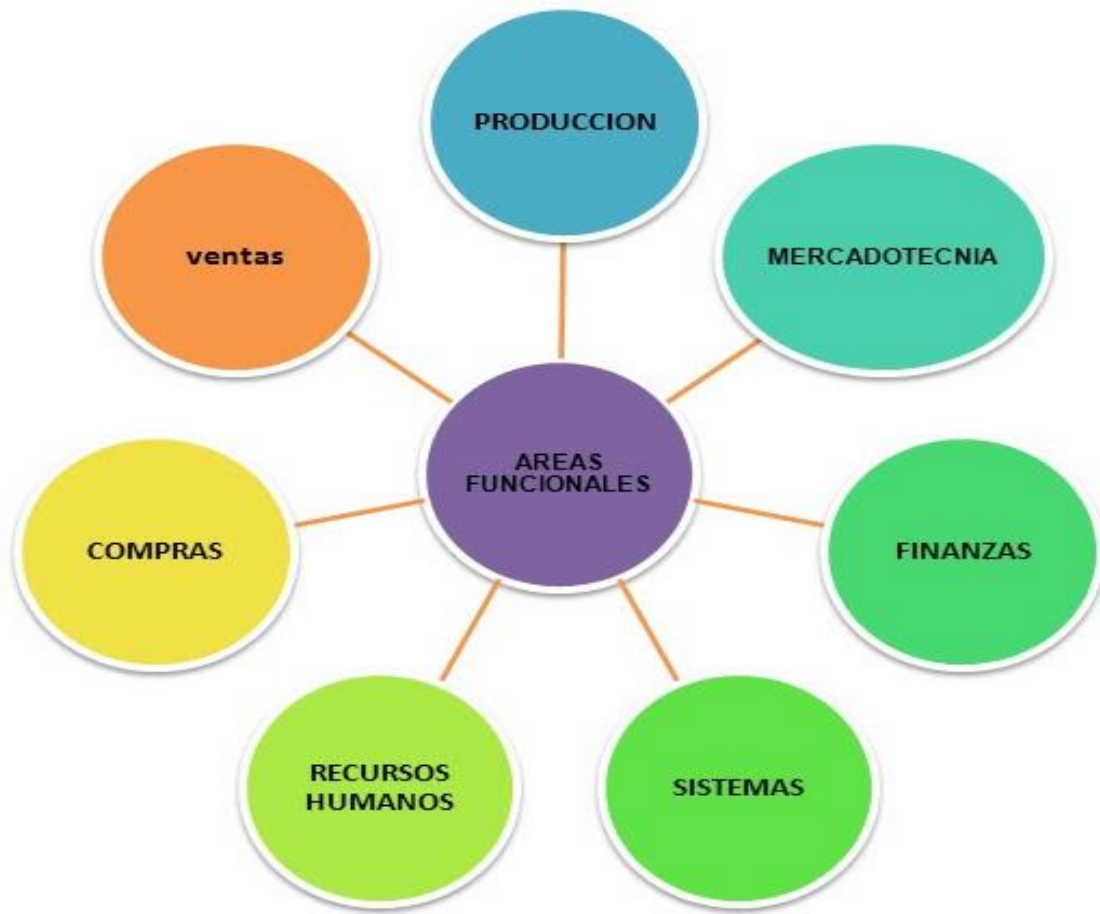 PRODUCCION
MERCADOTECNIA
FINANZAS
SISTEMAS
RECURSOS
HUMANOS
COMPRAS
ventas
AREAS
FUNCIONALES